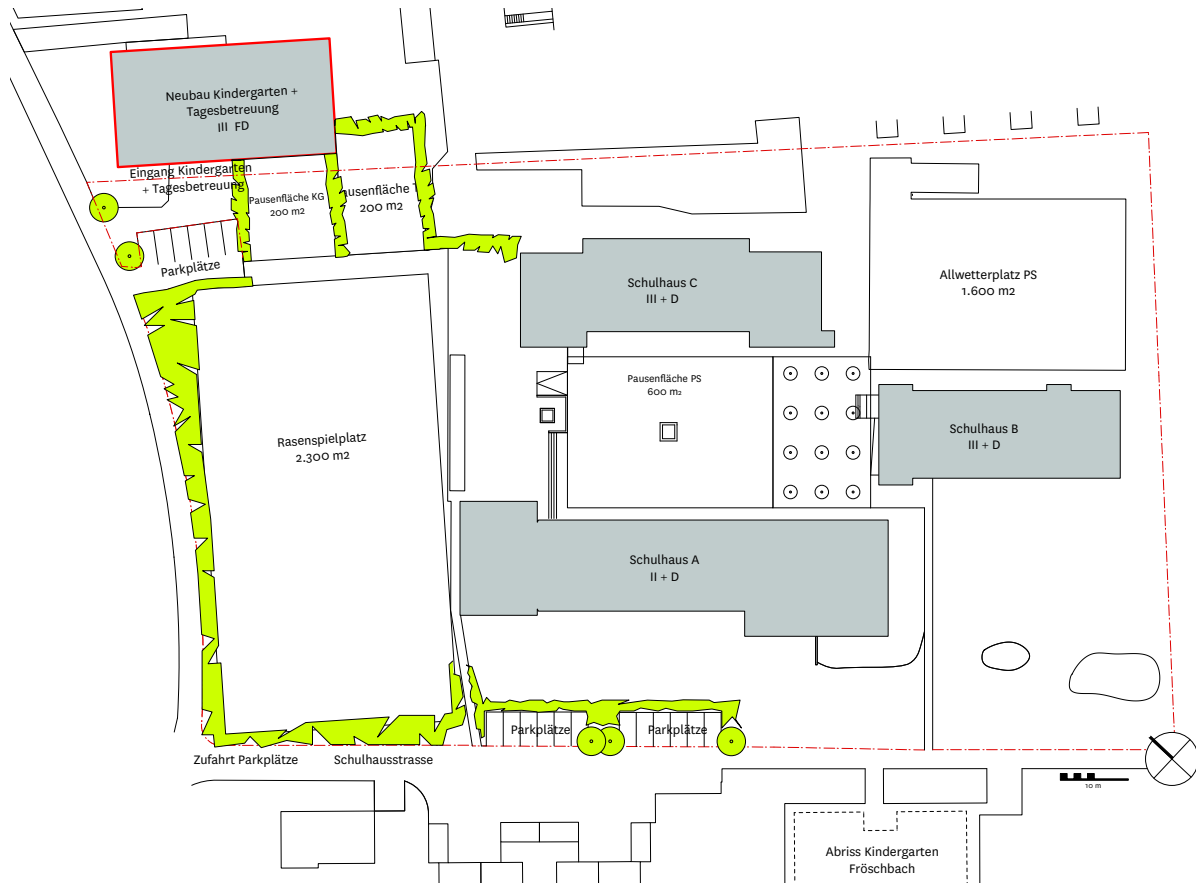 Neubau Kindergarten +
Tagesbetreuung
III FD
Eingang Kindergarten
+ Tagesbetreuung
Pausenfläche KG
200 m2
ausenfläche T
200 m2
Parkplätze
Schulhaus C
III + D
Allwetterplatz PS
1.600 m2
Pausenfläche PS
600 m2
Rasenspielplatz
2.300 m2
Schulhaus B
III + D
Schulhaus A
II + D
Parkplätze
Parkplätze
Zufahrt Parkplätze
Schulhausstrasse
10 m
Abriss Kindergarten
Fröschbach